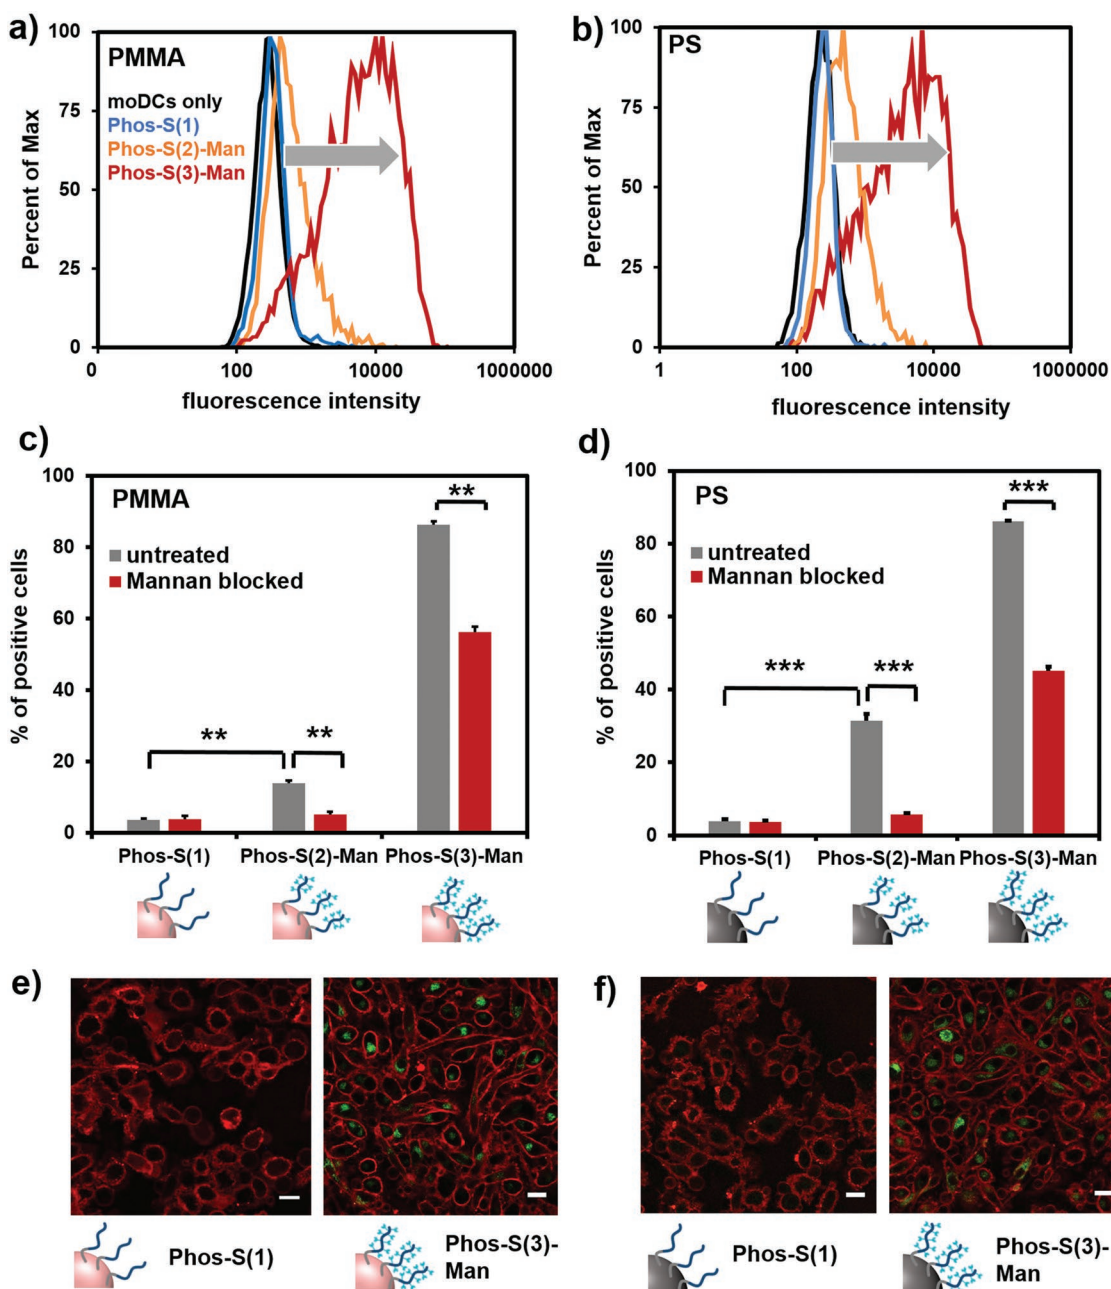 a)
PMMA
moDCs only
Phos-S(1)
Phos-S(2)-Man
Phos-S(3)-Man
Percent of Max
100
75
50
25
0
0
100
10000
1000000
fluorescence intensity
b)
PS
Percent of Max
100
75
50
25
0
1
100
10000
1000000
fluorescence intensity
c)
PMMA
untreated
Mannan blocked
% of positive cells
100
80
60
40
20
0
**
**
**
Phos-S(1)
Phos-S(2)-Man
Phos-S(3)-Man
d)
PS
untreated
Mannan blocked
% of positive cells
100
80
60
40
20
0
***
***
***
Phos-S(1)
Phos-S(2)-Man
Phos-S(3)-Man
e)
Phos-S(1)
Phos-S(3)-
Man
f)
Phos-S(1)
Phos-S(3)-
Man